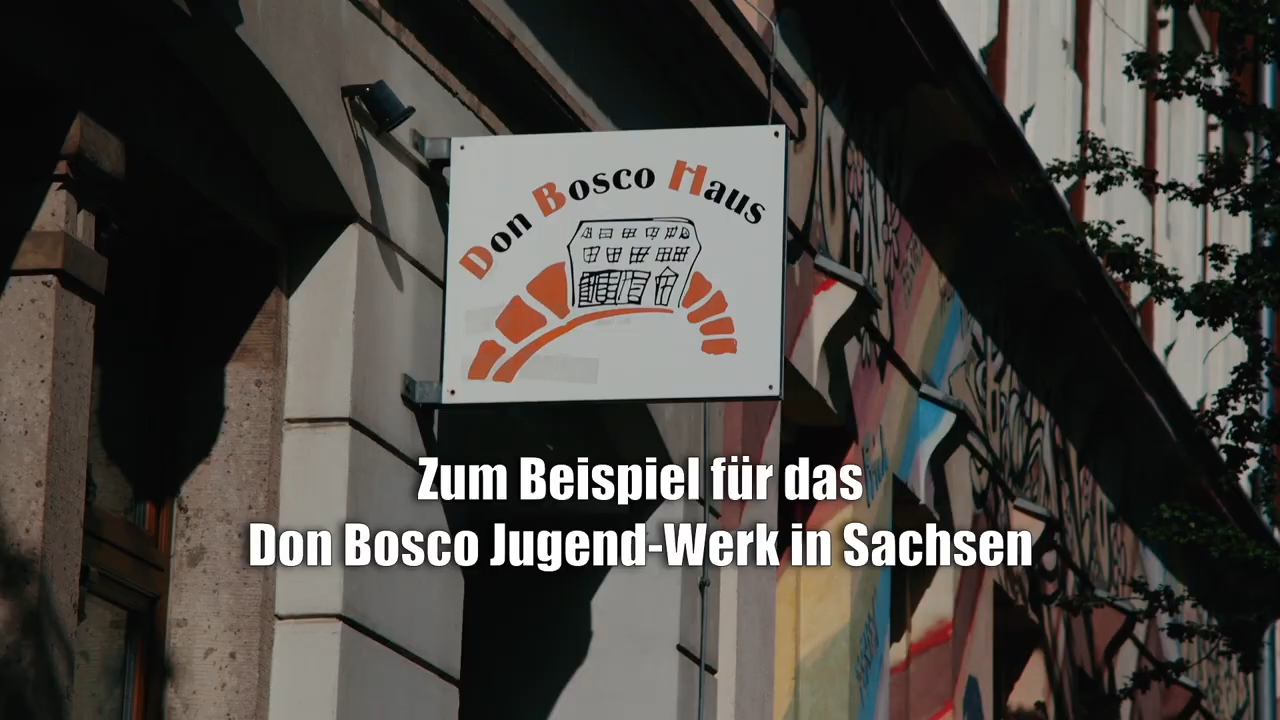 Don Bosco Haus
Zum Beispiel für das
Don Bosco Jugend-Werk in Sachsen